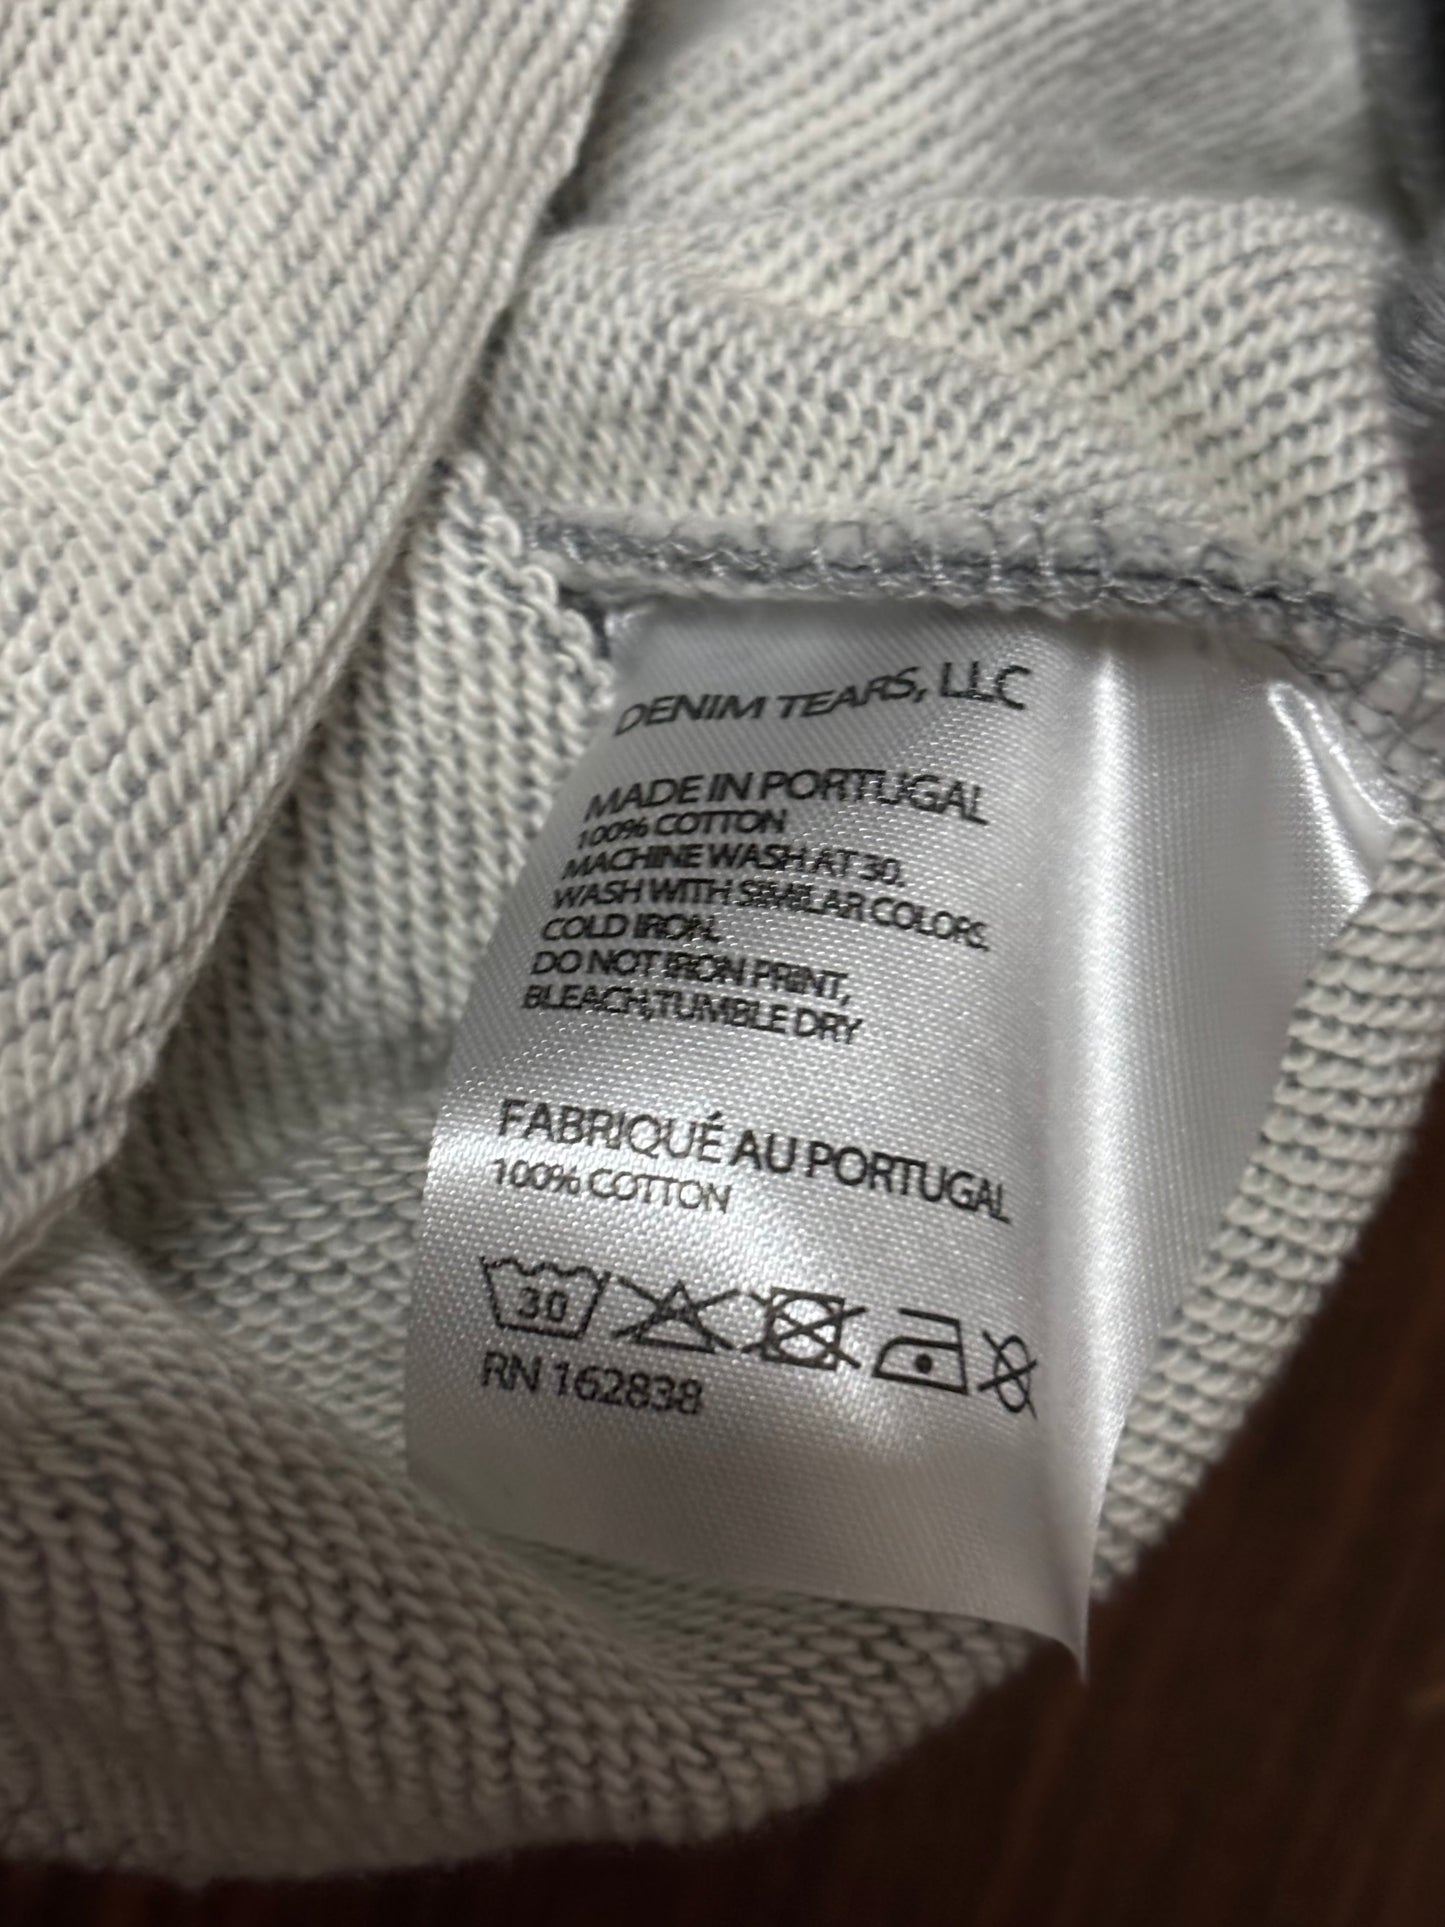 DENIM TEARS, LLC
MADE IN PORTUGAL
100% COTTON
MACHINE WASH AT 30.
WASH WITH SIMILAR COLORS.
COLD IRON.
DO NOT IRON PRINT,
BLEACH,TUMBLE DRY
FABRIQUÉ AU PORTUGAL
100% COTTON
30
RN 162838